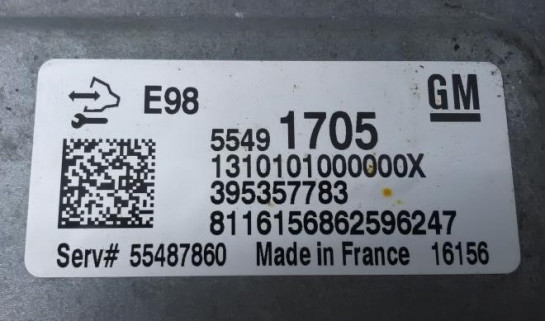 E98
GM
5549 1705
1310101000000X
395357783
8116156862596247
Serv# 55487860 Made in France 16156